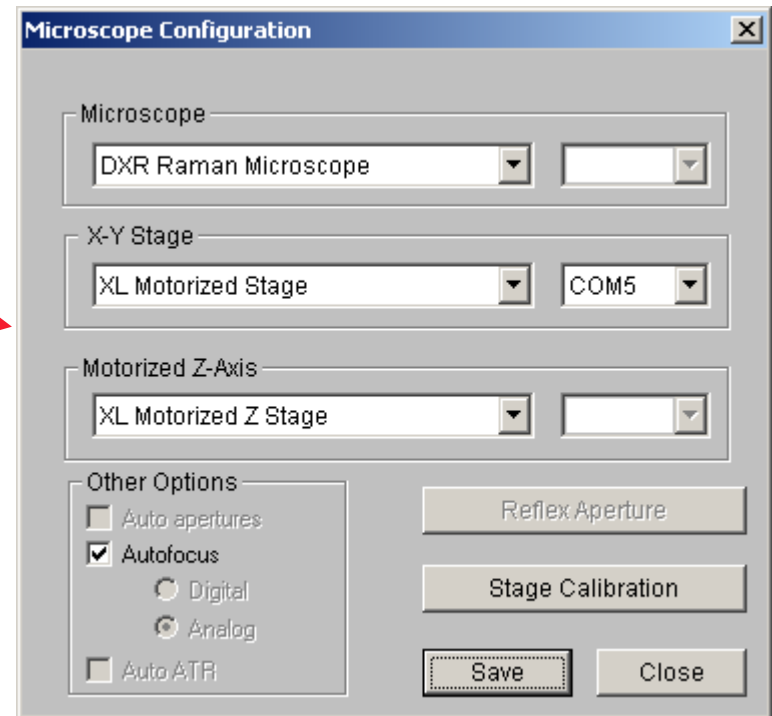 Microscope Configuration
Microscope
DXR Raman Microscope
X-Y Stage
XL Motorized Stage
COM5
Motorized Z-Axis
XL Motorized Z Stage
Other Options
Auto apertures
Autofocus
Digital
Analog
Auto ATR
Reflex Aperture
Stage Calibration
Save
Close